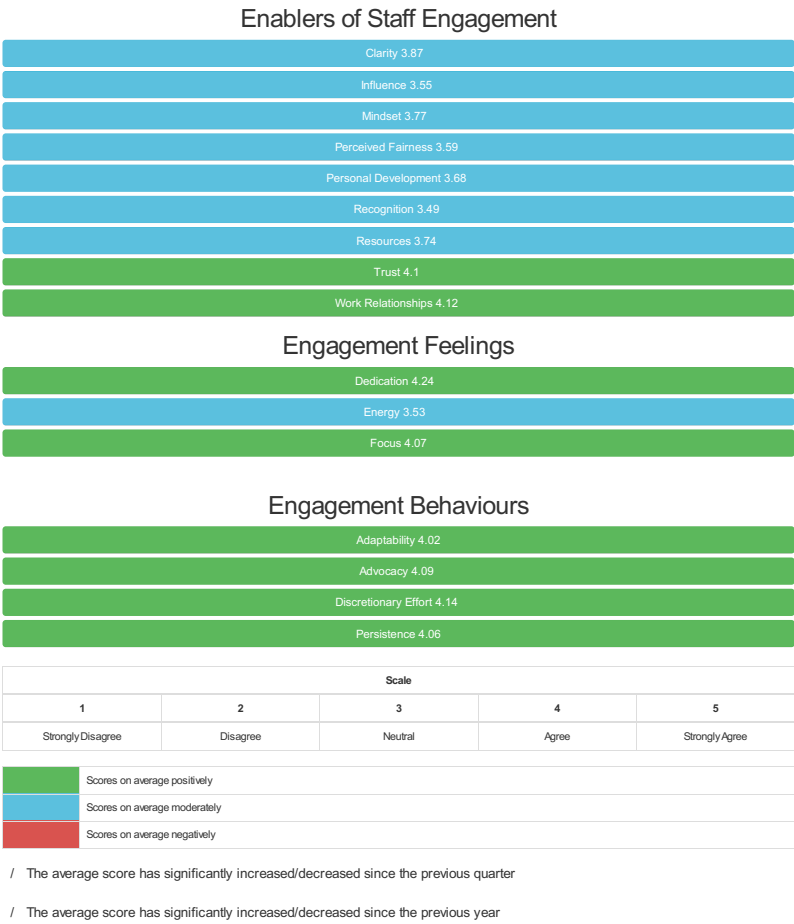 Enablers of Staff Engagement
Clarity 3.87
Influence 3.55
Mindset 3.77
Perceived Fairness 3.59
Personal Development 3.68
Recognition 3.49
Resources 3.74
Trust 4.1
Work Relationships 4.12
Engagement Feelings
Dedication 4.24
Energy 3.53
Focus 4.07
Engagement Behaviours
Adaptability 4.02
Advocacy 4.09
Discretionary Effort 4.14
Persistence 4.06
Scale
1 2 3 4 5
Strongly Disagree Disagree Neutral Agree Strongly Agree
Scores on average positively
Scores on average moderately
Scores on average negatively
/ The average score has significantly increased/decreased since the previous quarter
/ The average score has significantly increased/decreased since the previous year